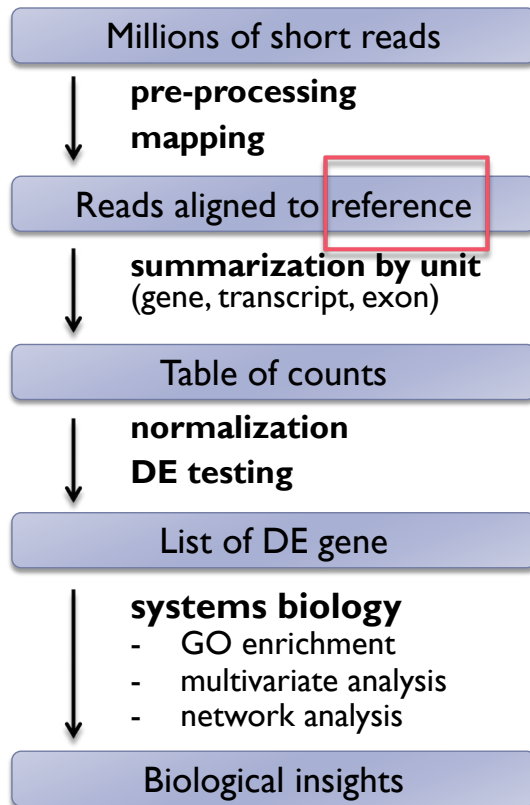 Millions of short reads
pre-processing
mapping
Reads aligned to reference
summarization by unit
(gene, transcript, exon)
Table of counts
normalization
DE testing
List of DE gene
systems biology
- GO enrichment
- multivariate analysis
- network analysis
Biological insights